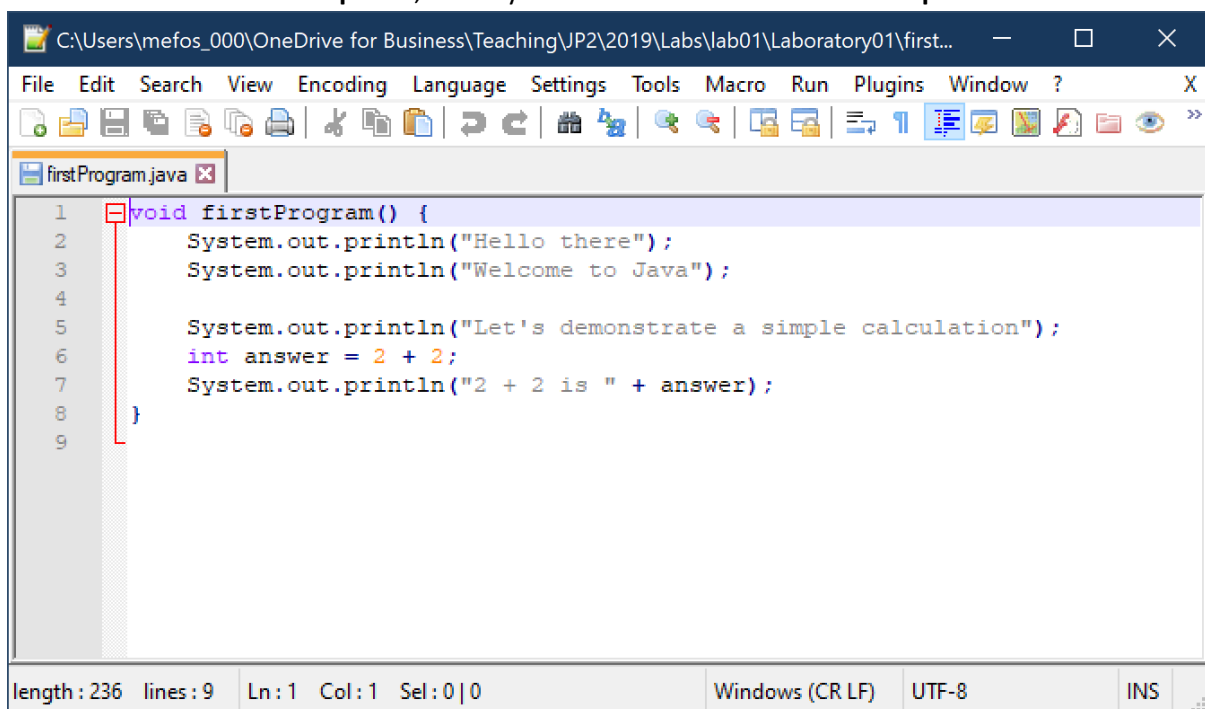 C:\Users\mefos_000\OneDrive for Business\Teaching\JP2\2019\Labs\lab01\Laboratory01\first...
File Edit Search View Encoding Language Settings Tools Macro Run Plugins Window ? X
firstProgram.java
1 void firstProgram() {
2 System.out.println("Hello there");
3 System.out.println("Welcome to Java");
4
5 System.out.println("Let's demonstrate a simple calculation");
6 int answer = 2 + 2;
7 System.out.println("2 + 2 is " + answer);
8 }
9
length : 236 lines : 9 Ln : 1 Col : 1 Sel : 0 | 0 Windows (CR LF) UTF-8 INS